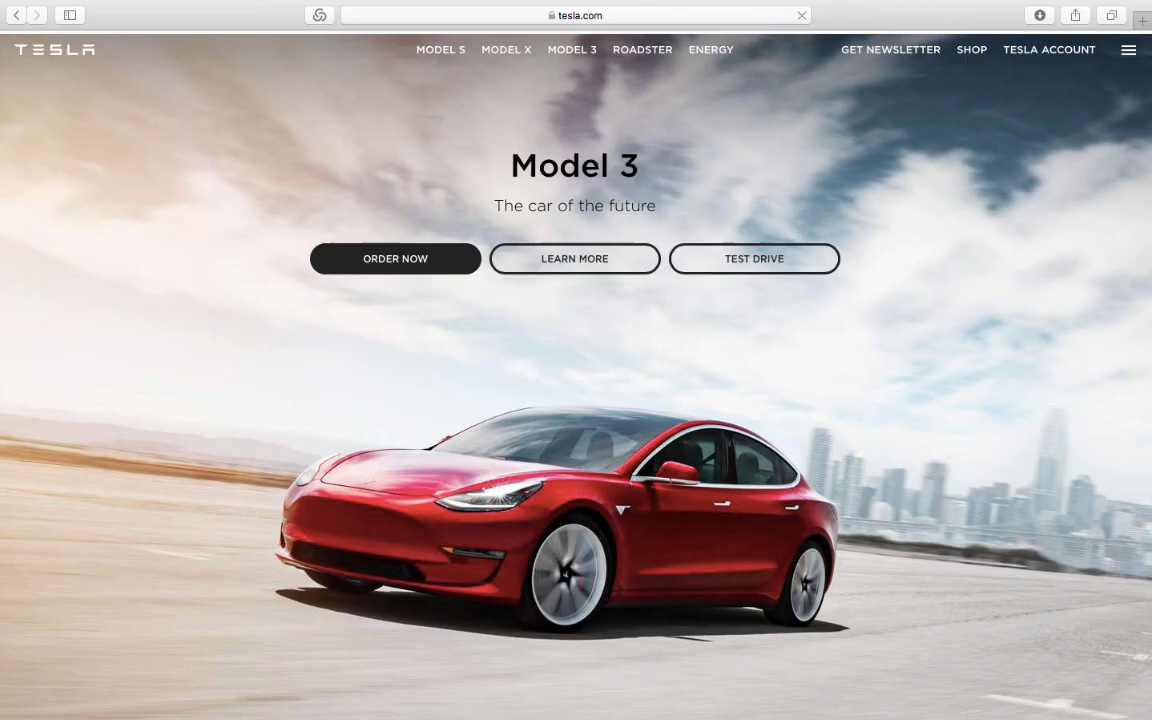 tesla.com
TESLA MODEL S MODEL X MODEL 3 ROADSTER ENERGY GET NEWSLETTER SHOP TESLA ACCOUNT
Model 3
The car of the future
ORDER NOW LEARN MORE TEST DRIVE